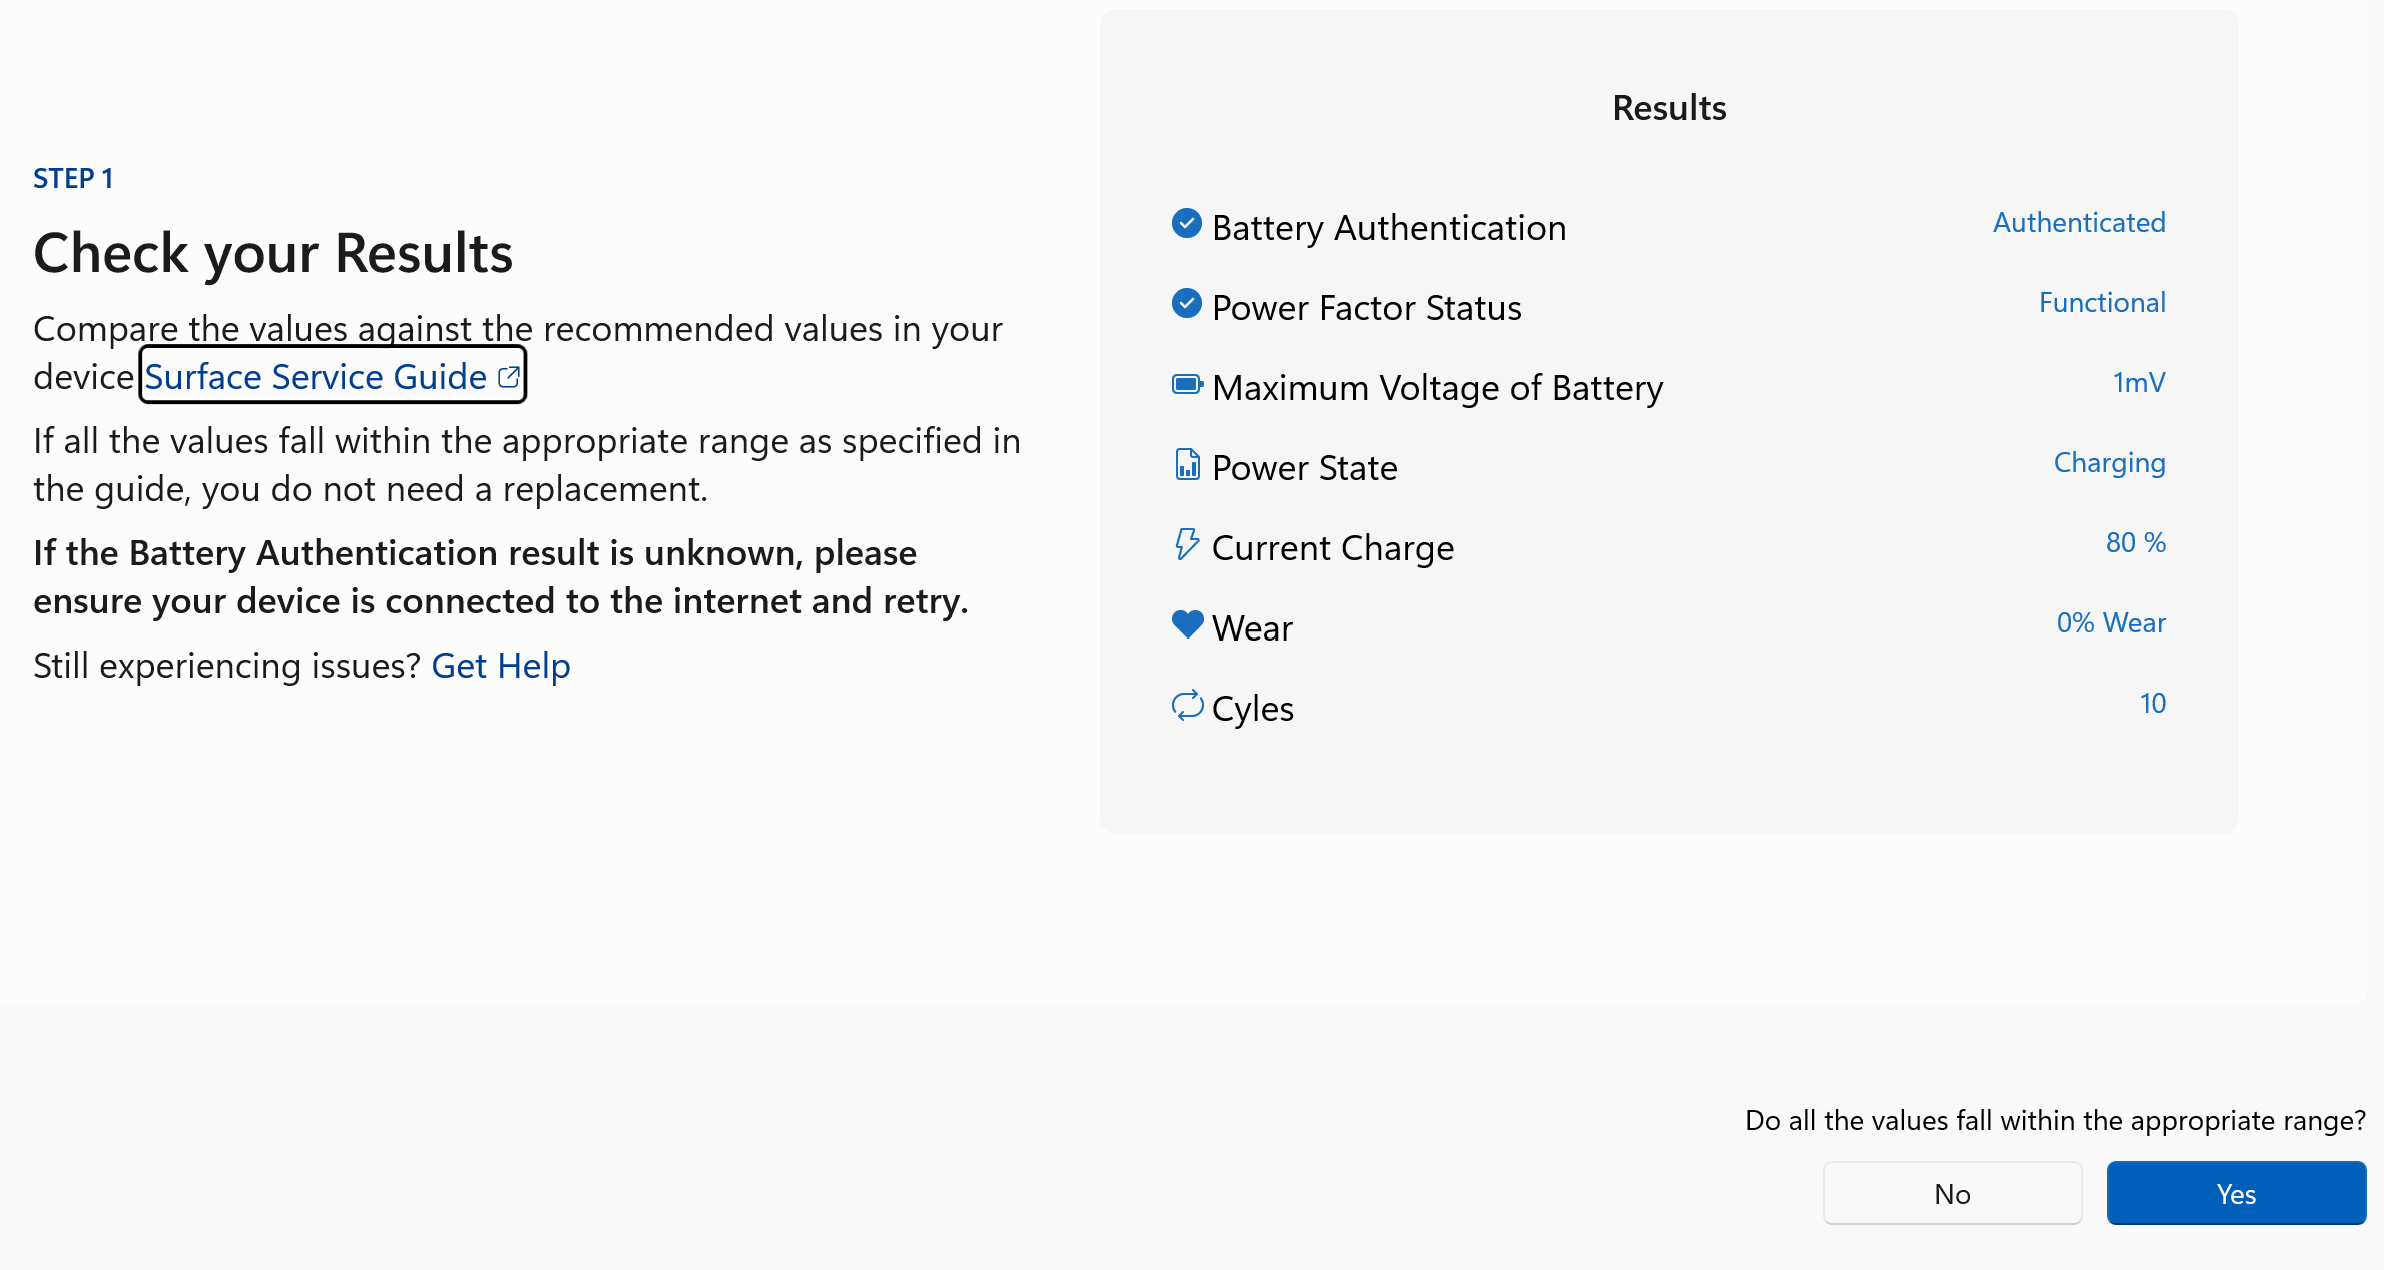 STEP 1
Check your Results
Compare the values against the recommended values in your
device Surface Service Guide
If all the values fall within the appropriate range as specified in
the guide, you do not need a replacement.
If the Battery Authentication result is unknown, please
ensure your device is connected to the internet and retry.
Still experiencing issues? Get Help
Results
Battery Authentication Authenticated
Power Factor Status Functional
Maximum Voltage of Battery 1mV
Power State Charging
Current Charge 80 %
Wear 0% Wear
Cyles 10
Do all the values fall within the appropriate range?
No Yes